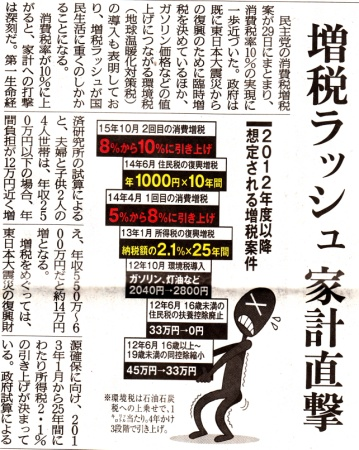 増税ラッシュ 家計直撃
民主党の消費税増税
案が29日にまとまり、
消費税率10%の実現に
一歩近づいた。政府は
既に東日本大震災から
の復興のために臨時増
税を決めているほか、
ガソリン価格などの値
上げにつながる環境税
（地球温暖化対策税）
の導入も表明してお
り、増税ラッシュが国
民生活に重くのしかか
ることになる。
消費税率が10%に上
がると、家計への打撃
は深刻だ。第一生命経
済研究所の試算による
と、夫婦と子供2人の
4人世帯は、年収25
0万円以下の場合、年
間負担が12万円近く増
え、年収550万〜6
00万円だと約14万円
増となる。
増税をめぐっては、
東日本大震災の復興財
源確保に向け、201
3年1月から25年間に
わたり所得税2・1%
の引き上げが決まって
いる。政府試算による
2012年度以降
想定される増税案件
15年10月 2回目の消費増税
8%から10%に引き上げ
14年6月 住民税の復興増税
年1000円×10年間
14年4月 1回目の消費増税
5%から8%に引き上げ
13年1月 所得税の復興増税
納税額の2.1%×25年間
12年10月 環境税導入
ガソリン、灯油など
2040円→2800円
12年6月 16歳未満の
住民税の扶養控除廃止
33万円→0円
12年6月 16歳以上〜
19歳未満の同控除縮小
45万円→33万円
※環境税は石油石炭
税への上乗せで、1
㌔㍑当たり。4年かけ
3段階で引き上げ。